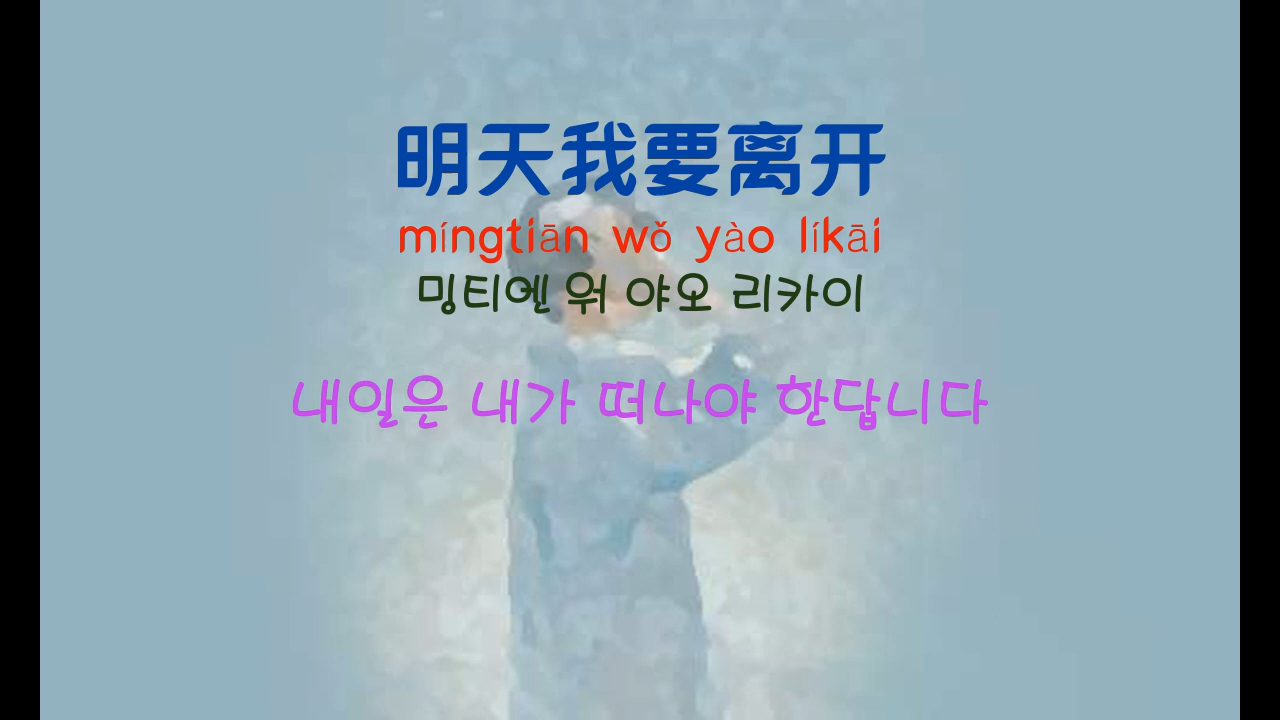 明天我要离开
míngtiān wǒ yào líkāi
밍티엔 워 야오 리카이
내일은 내가 떠나야 한답니다